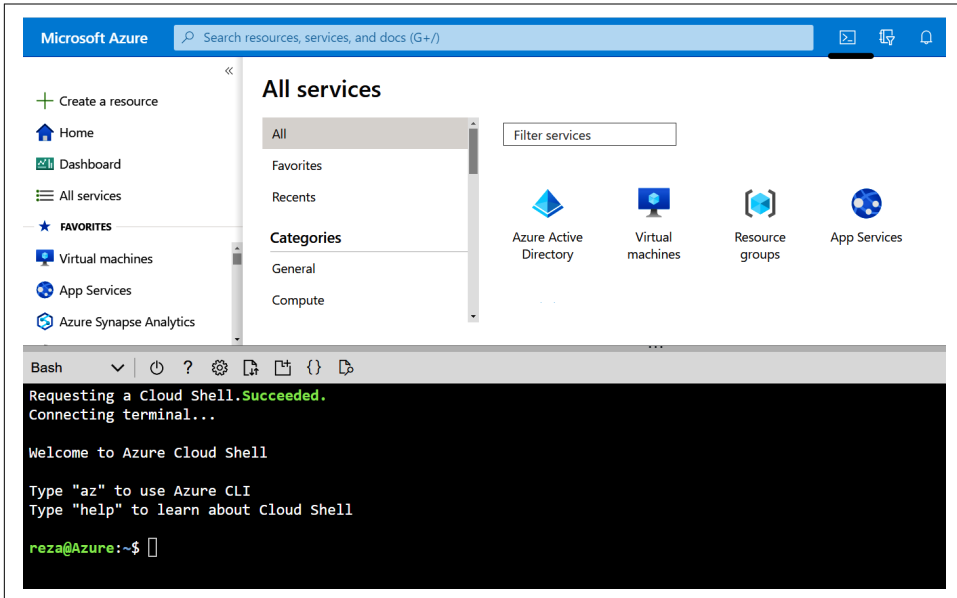 Microsoft Azure
Search resources, services, and docs (G+/)
Create a resource
Home
Dashboard
All services
FAVORITES
Virtual machines
App Services
Azure Synapse Analytics
All services
All
Favorites
Recents
Categories
General
Compute
Filter services
Azure Active
Directory
Virtual
machines
Resource
groups
App Services
Bash
Requesting a Cloud Shell.Succeeded.
Connecting terminal...
Welcome to Azure Cloud Shell
Type "az" to use Azure CLI
Type "help" to learn about Cloud Shell
reza@Azure:~$